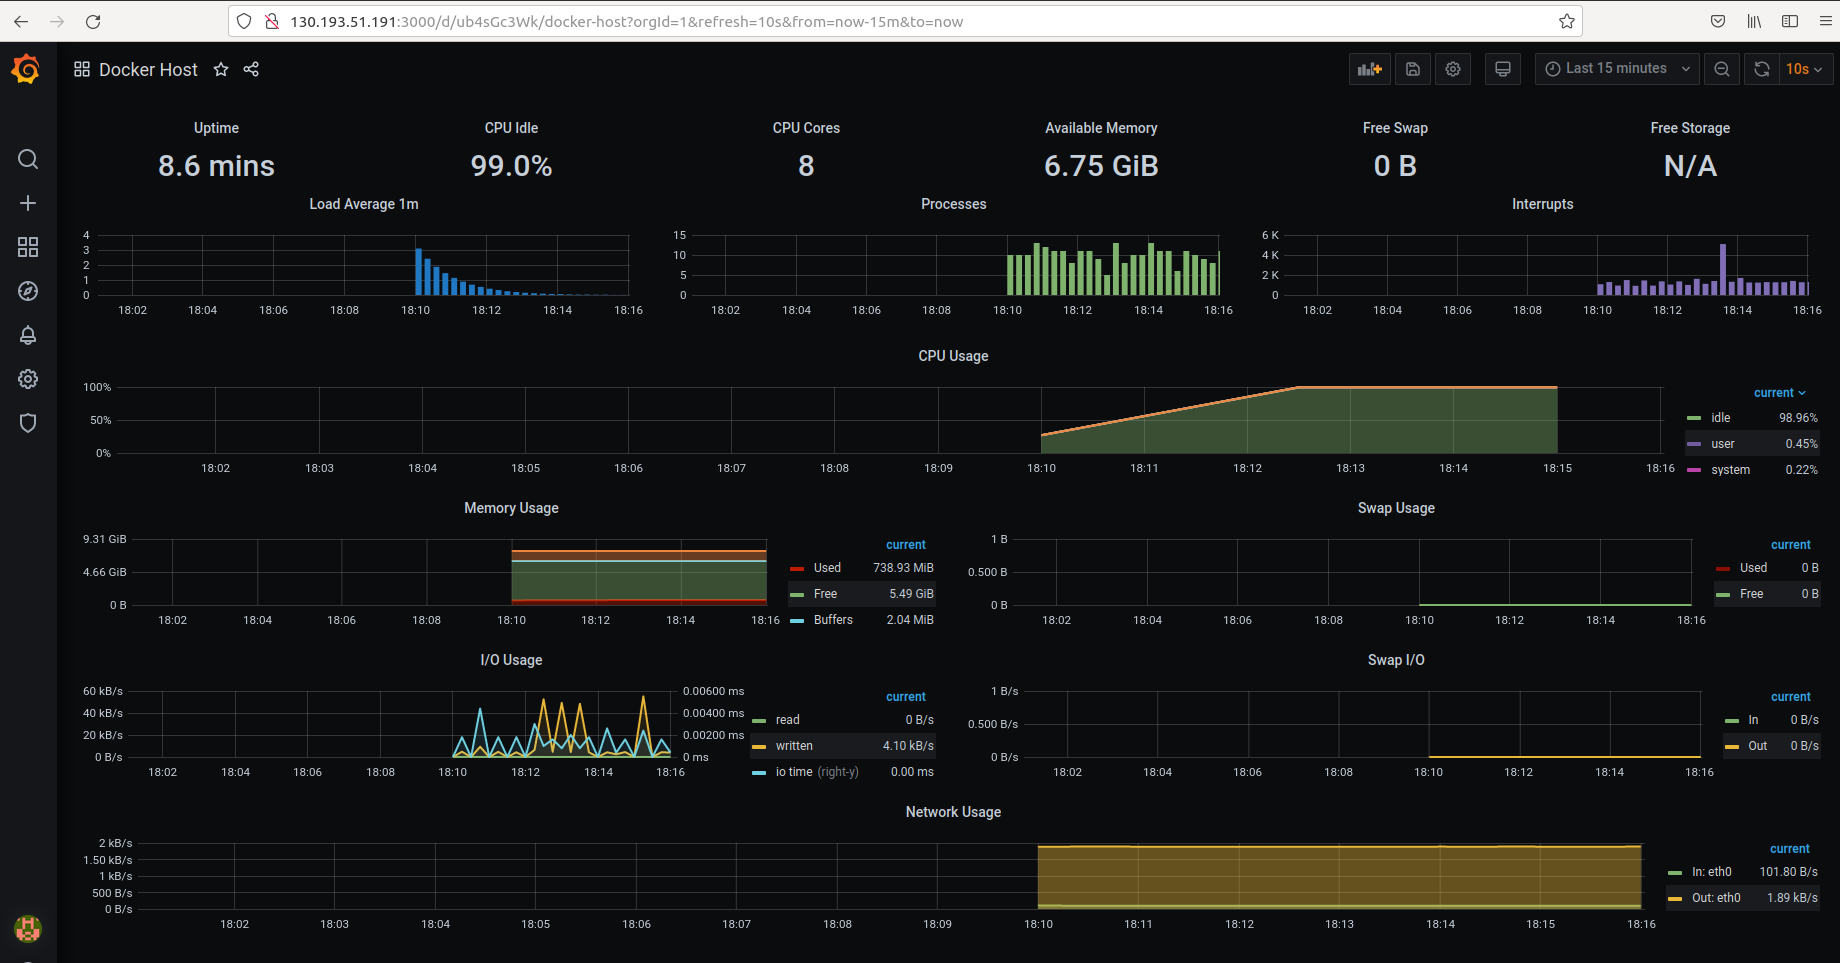 130.193.51.191:3000/d/ub4sGc3Wk/docker-host?orgId=1&refresh=10s&from=now-15m&to=now
Docker Host
Last 15 minutes
10s
Uptime
8.6 mins
CPU Idle
99.0%
CPU Cores
8
Available Memory
6.75 GiB
Free Swap
0 B
Free Storage
N/A
Load Average 1m
4
3
2
1
0
18:02 18:04 18:06 18:08 18:10 18:12 18:14 18:16
Processes
15
10
5
0
18:02 18:04 18:06 18:08 18:10 18:12 18:14 18:16
Interrupts
6 K
4 K
2 K
0
18:02 18:04 18:06 18:08 18:10 18:12 18:14 18:16
CPU Usage
100%
50%
0%
18:02 18:03 18:04 18:05 18:06 18:07 18:08 18:09 18:10 18:11 18:12 18:13 18:14 18:15 18:16
current
idle 98.96%
user 0.45%
system 0.22%
Memory Usage
9.31 GiB
4.66 GiB
0 B
18:02 18:04 18:06 18:08 18:10 18:12 18:14 18:16
current
Used 738.93 MiB
Free 5.49 GiB
Buffers 2.04 MiB
Swap Usage
1 B
0.500 B
0 B
18:02 18:04 18:06 18:08 18:10 18:12 18:14 18:16
current
Used 0 B
Free 0 B
I/O Usage
60 kB/s
40 kB/s
20 kB/s
0 B/s
0.00600 ms
0.00400 ms
0.00200 ms
0 ms
18:02 18:04 18:06 18:08 18:10 18:12 18:14 18:16
current
read 0 B/s
written 4.10 kB/s
io time (right-y) 0.00 ms
Swap I/O
1 B/s
0.500 B/s
0 B/s
18:02 18:04 18:06 18:08 18:10 18:12 18:14 18:16
current
In 0 B/s
Out 0 B/s
Network Usage
2 kB/s
1.50 kB/s
1 kB/s
500 B/s
0 B/s
18:02 18:03 18:04 18:05 18:06 18:07 18:08 18:09 18:10 18:11 18:12 18:13 18:14 18:15 18:16
current
In: eth0 101.80 B/s
Out: eth0 1.89 kB/s